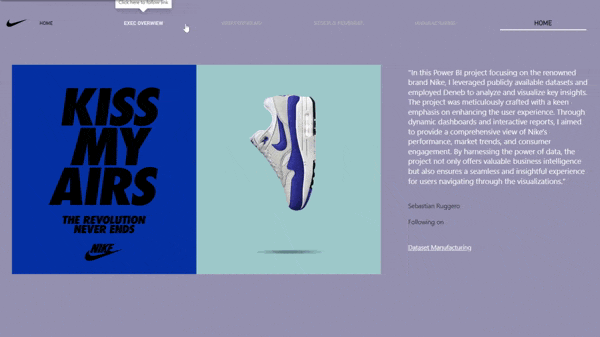 Click here to follow link
HOME
EXEC OVERVIEW
HOME
KISS
MY
AIRS
THE REVOLUTION
NEVER ENDS
NIKE
"In this Power BI project focusing on the renowned
brand Nike, I leveraged publicly available datasets and
employed Deneb to analyze and visualize key insights.
The project was meticulously crafted with a keen
emphasis on enhancing the user experience. Through
dynamic dashboards and interactive reports, I aimed
to provide a comprehensive view of Nike's
performance, market trends, and consumer
engagement. By harnessing the power of data, the
project not only offers valuable business intelligence
but also ensures a seamless and insightful experience
for users navigating through the visualizations."
Sebastian Ruggero
Following on
Dataset Manufacturing